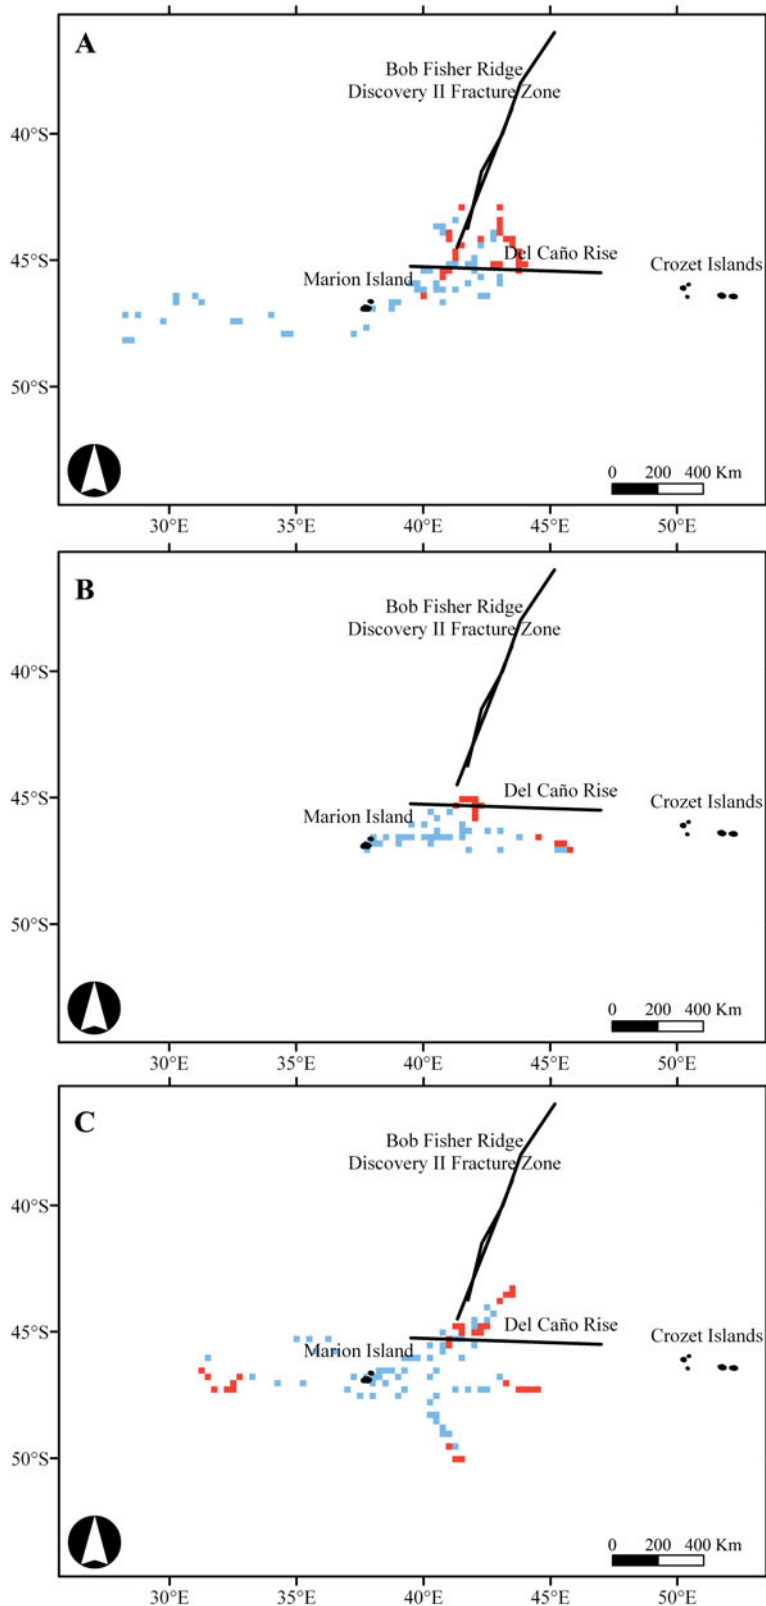 A
Bob Fisher Ridge
Discovery II Fracture Zone
40°S
45°S
Del Caño Rise
Marion Island
Crozet Islands
50°S
0 200 400 Km
30°E 35°E 40°E 45°E 50°E
B
Bob Fisher Ridge
Discovery II Fracture Zone
40°S
45°S
Del Caño Rise
Marion Island
Crozet Islands
50°S
0 200 400 Km
30°E 35°E 40°E 45°E 50°E
C
Bob Fisher Ridge
Discovery II Fracture Zone
40°S
45°S
Del Caño Rise
Marion Island
Crozet Islands
50°S
0 200 400 Km
30°E 35°E 40°E 45°E 50°E